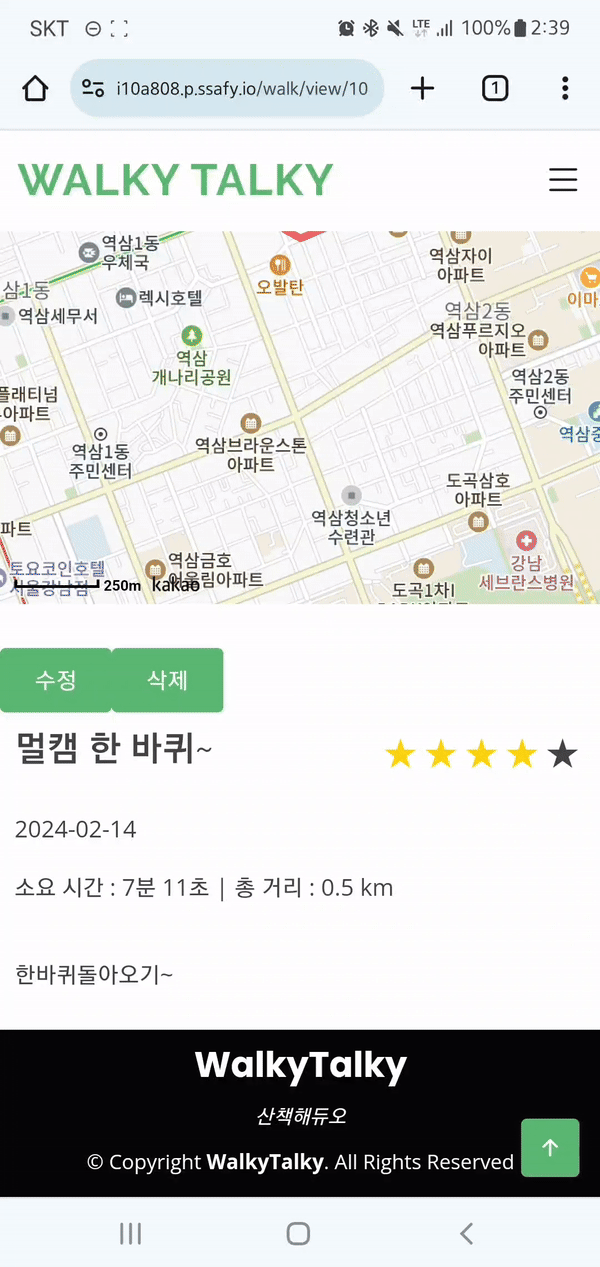 SKT
LTE 100% 2:39
i10a808.p.ssafy.io/walk/view/10
1
WALKY TALKY
역삼1동
우체국
역삼자이
아파트
오발탄
삼1동
렉시호텔
이마
역삼세무서
역삼2동
역삼푸르지오
아파트
역삼
개나리공원
역삼2동
주민센터
플래티넘
아파트
역삼브라운스톤
아파트
역삼중
역삼1동
주민센터
도곡삼호
아파트
역삼청소년
수련관
파트
강남
세브란스병원
역삼금호
어울림아파트
토요코인호텔
서울강남점
250m
kakao
도곡1차I
수정 삭제
멀캠 한 바퀴~
2024-02-14
소요 시간 : 7분 11초 | 총 거리 : 0.5 km
한바퀴돌아오기~
WalkyTalky
산책해듀오
© Copyright WalkyTalky. All Rights Reserved